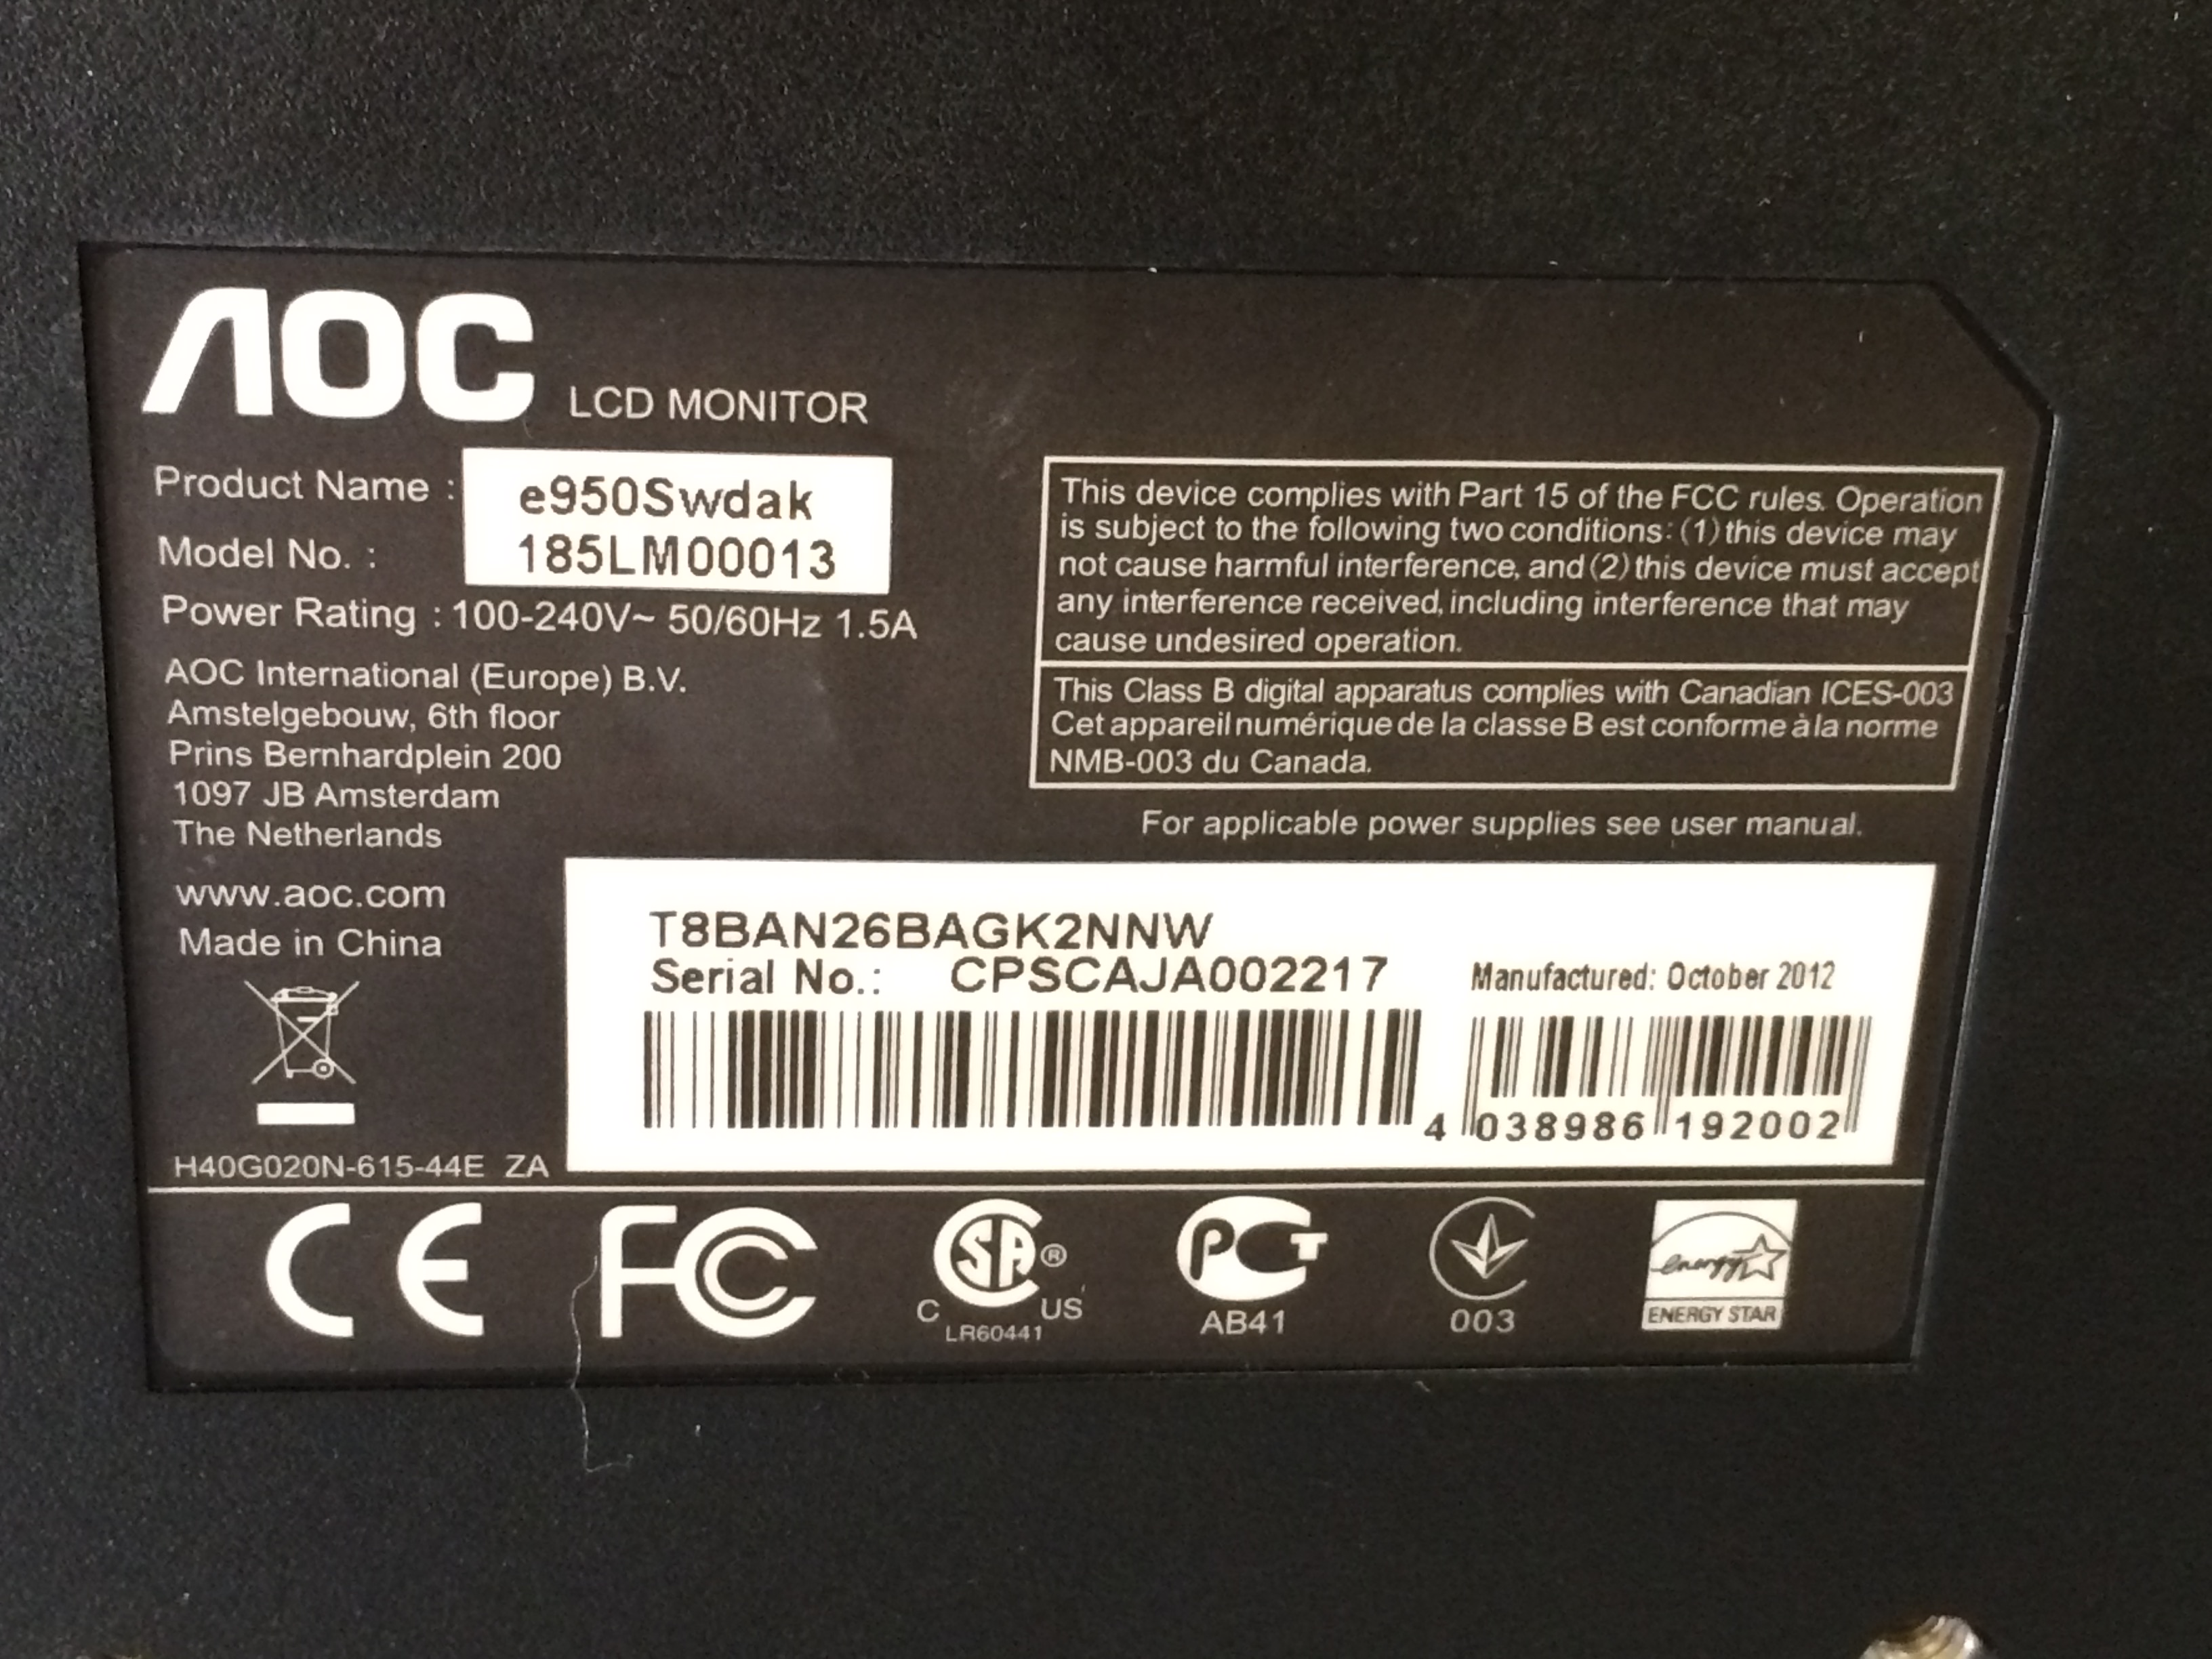 AOC LCD MONITOR
Product Name : e950Swdak
Model No. : 185LM00013
Power Rating : 100-240V~ 50/60Hz 1.5A
AOC International (Europe) B.V.
Amstelgebouw, 6th floor
Prins Bernhardplein 200
1097 JB Amsterdam
The Netherlands
www.aoc.com
Made in China
H40G020N-615-44E ZA
This device complies with Part 15 of the FCC rules. Operation
is subject to the following two conditions: (1) this device may
not cause harmful interference, and (2) this device must accept
any interference received, including interference that may
cause undesired operation.
This Class B digital apparatus complies with Canadian ICES-003
Cet appareil numérique de la classe B est conforme à la norme
NMB-003 du Canada.
For applicable power supplies see user manual.
T8BAN26BAGK2NNW
Serial No.: CPSCAJA002217 Manufactured: October 2012
4 038986 192002
CE FC SA ® PCT energy
C US AB41 003 ENERGY STAR
LR60441